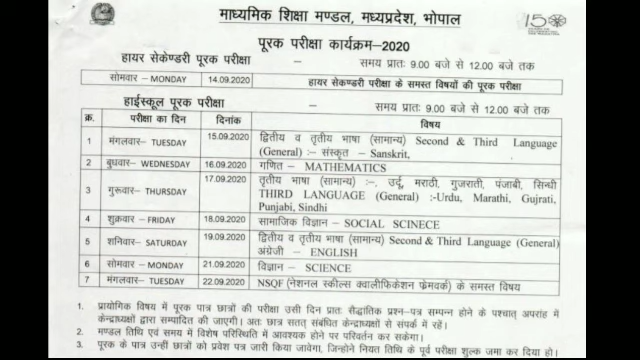 माध्यमिक शिक्षा मण्डल, मध्यप्रदेश, भोपाल
150
पूरक परीक्षा कार्यक्रम–2020
हायर सेकेण्डरी पूरक परीक्षा – समय प्रातः 9.00 बजे से 12.00 बजे तक
सोमवार – MONDAY 14.09.2020 हायर सेकेण्डरी परीक्षा के समस्त विषयों की पूरक परीक्षा
हाईस्कूल पूरक परीक्षा – समय प्रातः 9.00 बजे से 12.00 बजे तक
क्र. परीक्षा का दिन दिनांक विषय
1 मंगलवार– TUESDAY 15.09.2020 द्वितीय व तृतीय भाषा (सामान्य) Second & Third Language
(General) :– संस्कृत – Sanskrit,
2 बुधवार– WEDNESDAY 16.09.2020 गणित – MATHEMATICS
3 गुरूवार– THURSDAY 17.09.2020 तृतीय भाषा (सामान्य) :–. उर्दू, मराठी, गुजराती, पंजाबी, सिन्धी
THIRD LANGUAGE (General) :-Urdu, Marathi, Gujrati,
Punjabi, Sindhi
4 शुक्रवार– FRIDAY 18.09.2020 सामाजिक विज्ञान – SOCIAL SCINECE
5 शनिवार– SATURDAY 19.09.2020 द्वितीय व तृतीय भाषा (सामान्य) Second & Third Language (General)
अंग्रेजी – ENGLISH
6 सोमवार – MONDAY 21.09.2020 विज्ञान – SCIENCE
7 मंगलवार– TUESDAY 22.09.2020 NSQF (नेशनल स्कील्स क्वालीफिकेशन फ्रेमवर्क) के समस्त विषय
1. प्रायोगिक विषय में पूरक पात्र छात्रों की परीक्षा उसी दिन प्रातः सैद्धांतिक प्रश्न–पत्र सम्पन्न होने के पश्चात् अपरांह में
केन्द्राध्यक्षों द्वारा सम्पादित की जाएगी। अतः छात्र सतत् संबंधित केन्द्राध्यक्षों से संपर्क में रहें।
2. मण्डल तिथि एवं समय में विशेष परिस्थिति में आवश्यक होने पर परिवर्तन कर सकेगा।
3. पूरक के पात्र उन्हीं छात्रों को प्रवेश पत्र जारी किया जावेगा, जिन्होने नियत तिथि के पूर्व परीक्षा शुल्क जमा कर दिया हो।